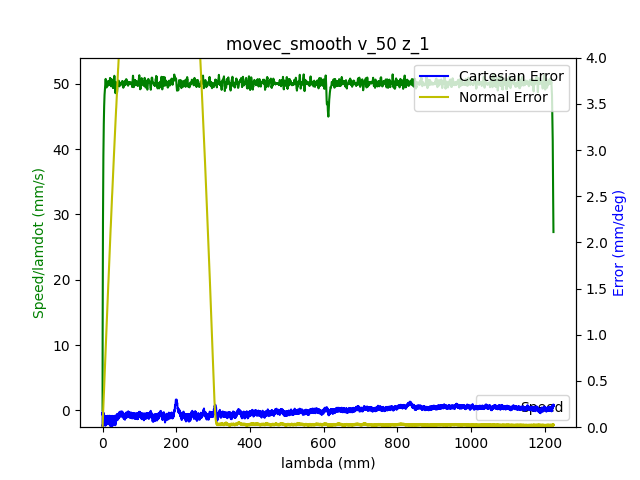 movec_smooth v_50 z_1
Cartesian Error
Normal Error
Speed
Speed/lamdot (mm/s)
50
40
30
20
10
0
Error (mm/deg)
4.0
3.5
3.0
2.5
2.0
1.5
1.0
0.5
0.0
0 200 400 600 800 1000 1200
lambda (mm)